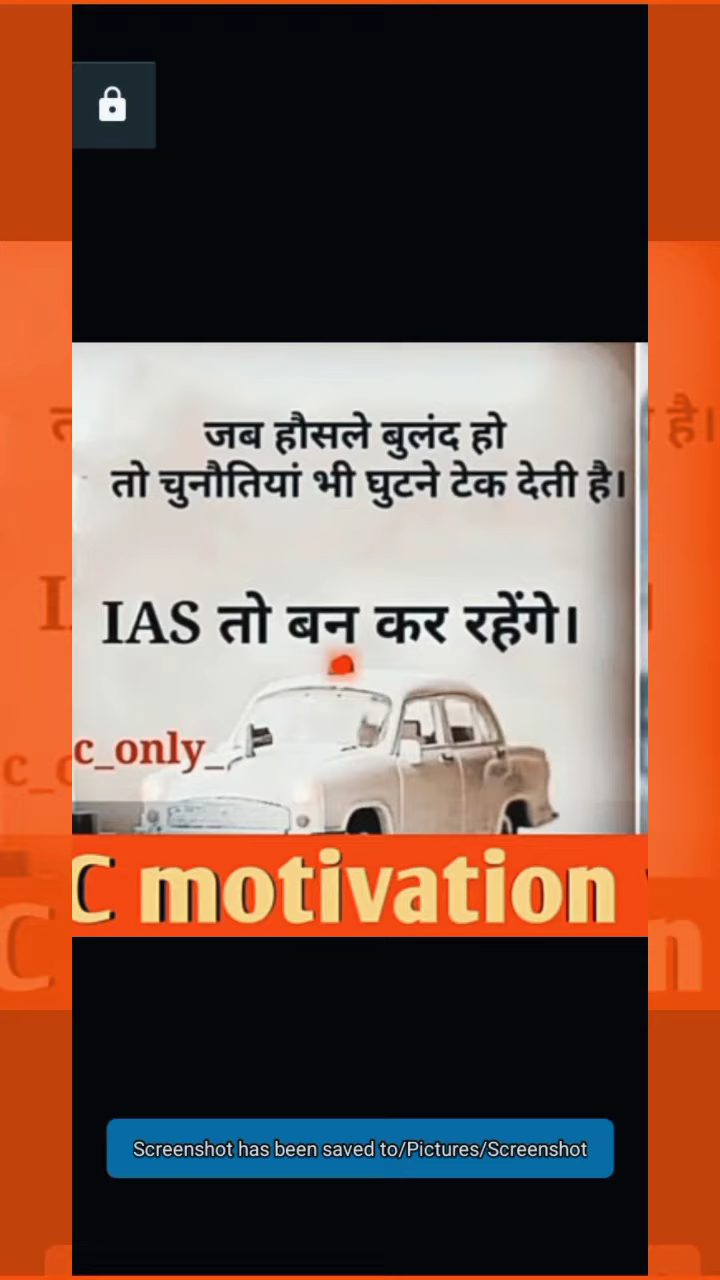 जब हौसले बुलंद हो
तो चुनौतियां भी घुटने टेक देती है।
IAS तो बन कर रहेंगे।
c_only_
C motivation
Screenshot has been saved to/Pictures/Screenshot